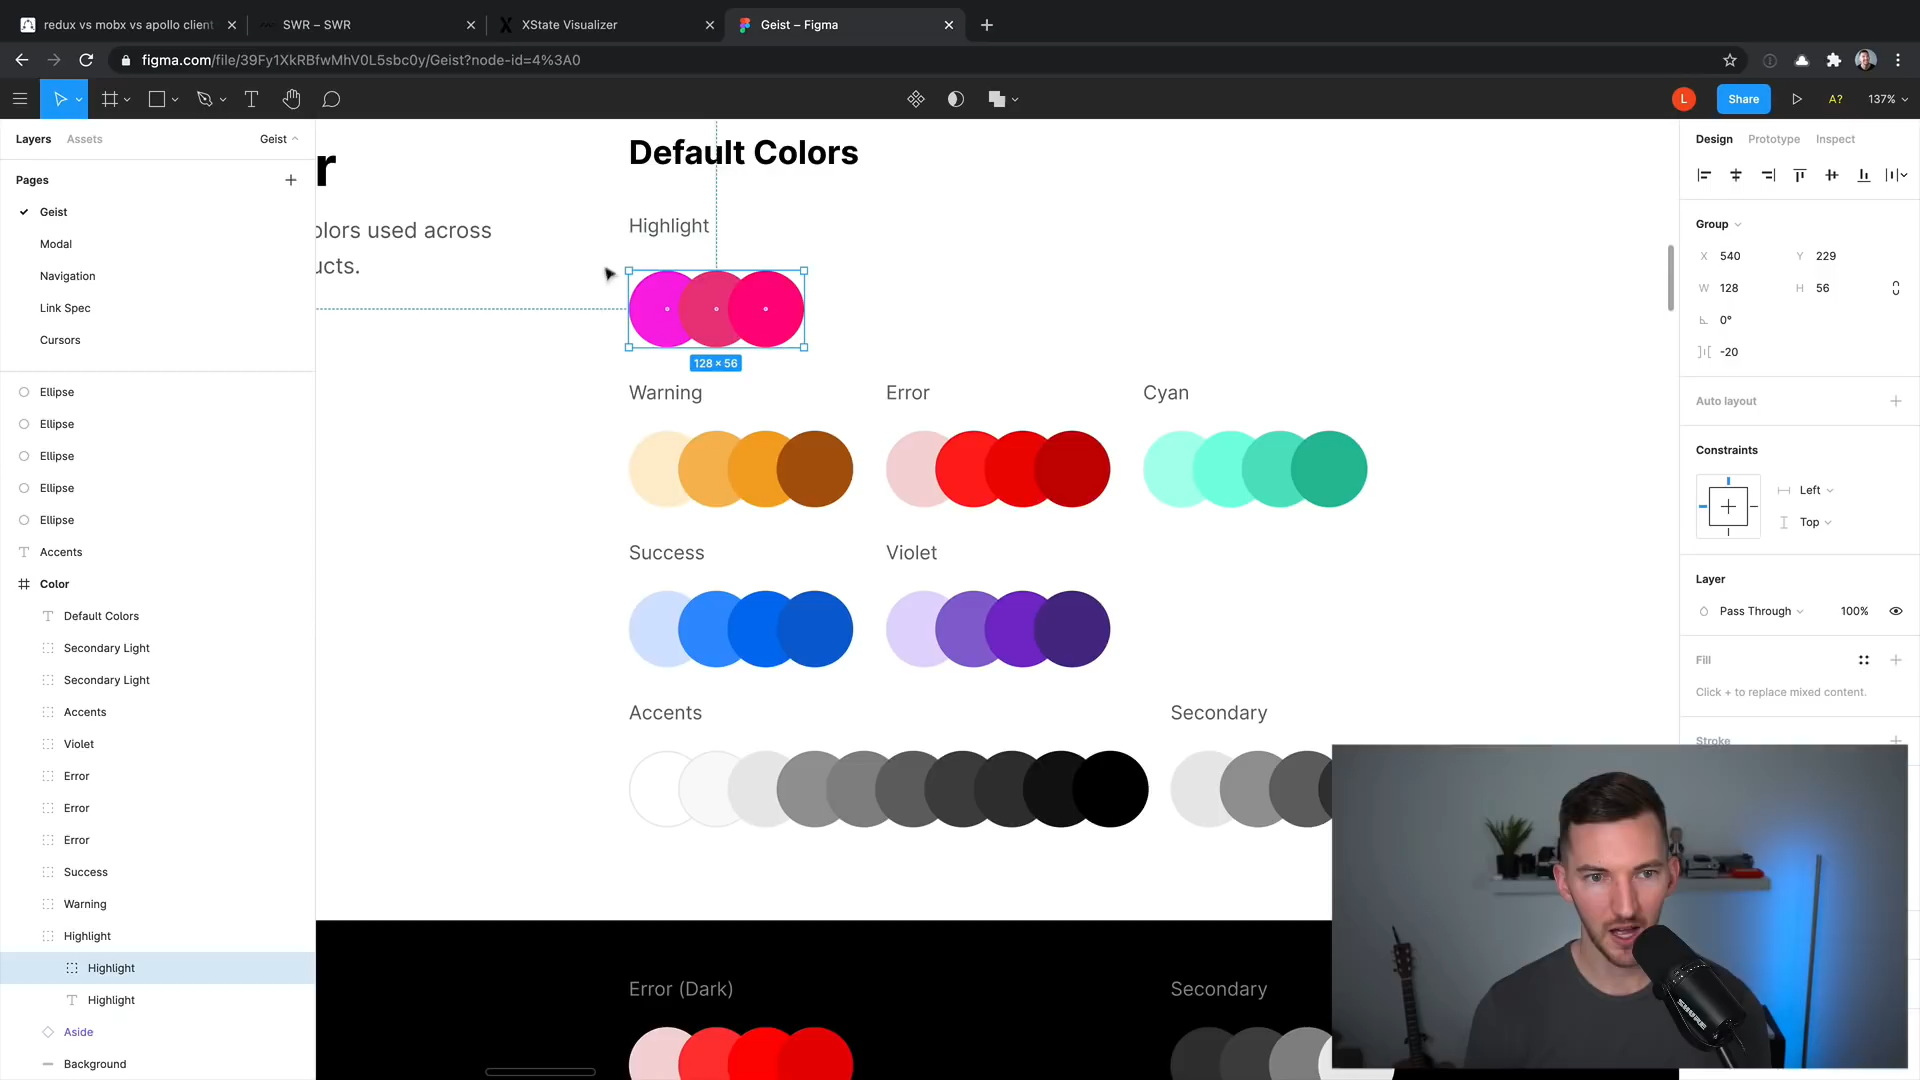 redux vs mobx vs apollo client
SWR – SWR
XState Visualizer
Geist – Figma
figma.com/file/39Fy1XkRBfwMhV0L5sbc0y/Geist?node-id=4%3A0
L
Share
A?
137%
Layers
Assets
Geist
Pages
Geist
Modal
Navigation
Link Spec
Cursors
Ellipse
Ellipse
Ellipse
Ellipse
Ellipse
Accents
Color
Default Colors
Secondary Light
Secondary Light
Accents
Violet
Error
Error
Error
Success
Warning
Highlight
Highlight
Highlight
Aside
Background
r
olors used across
ucts.
Default Colors
Highlight
128 × 56
Warning
Error
Cyan
Success
Violet
Accents
Secondary
Error (Dark)
Secondary
Design
Prototype
Inspect
Group
X 540
Y 229
W 128
H 56
0°
-20
Auto layout
Constraints
Left
Top
Layer
Pass Through
100%
Fill
Click + to replace mixed content.
Stroke
SHURE